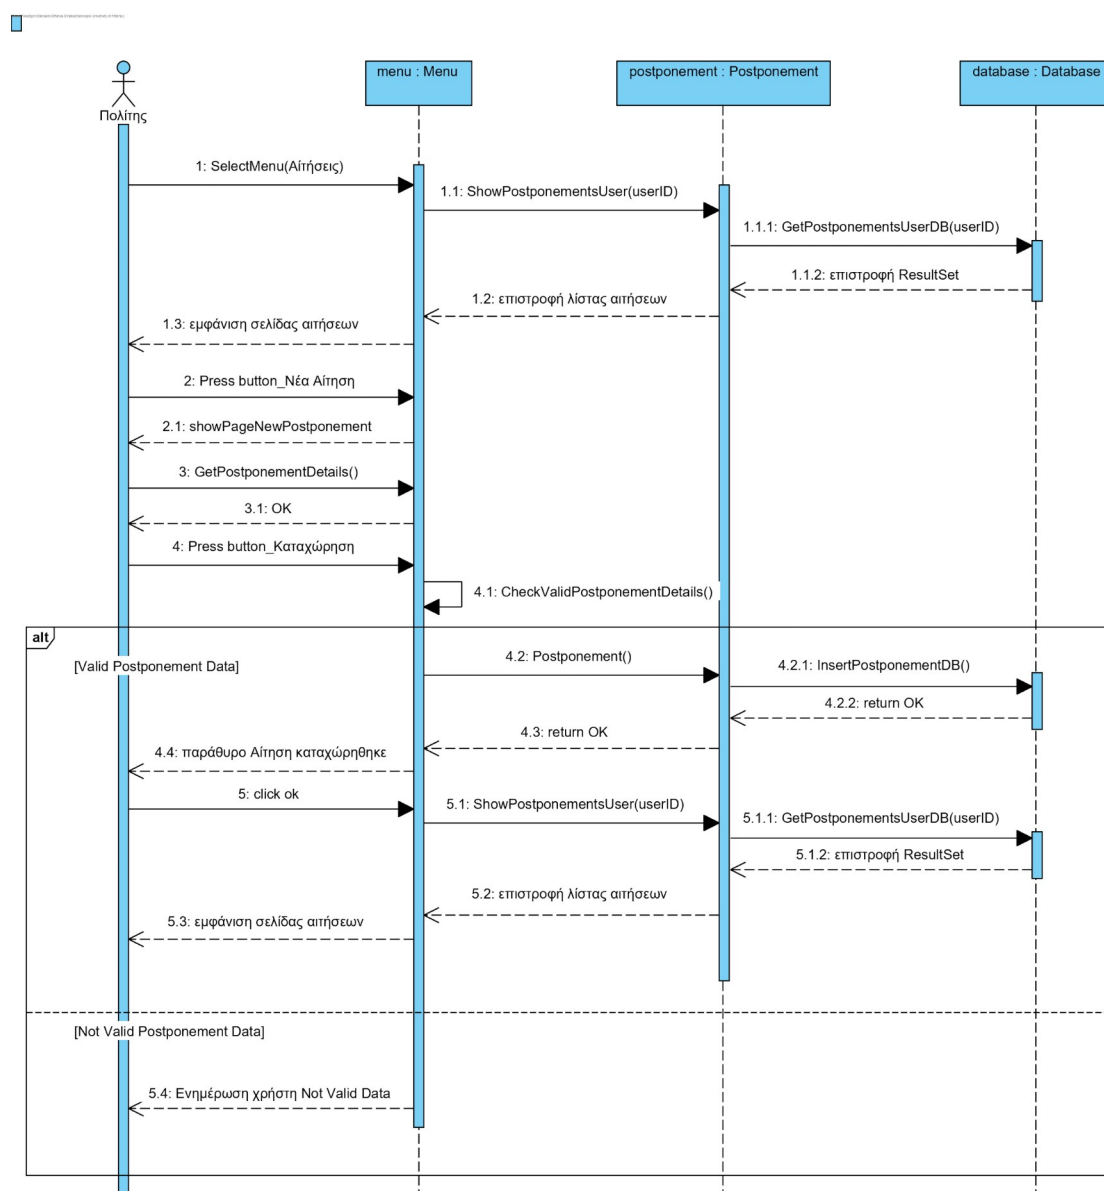 menu : Menu
postponement : Postponement
database : Database
Πολίτης
1: SelectMenu(Αίτήσεις)
1.1: ShowPostponementsUser(userID)
1.1.1: GetPostponementsUserDB(userID)
1.1.2: επιστροφή ResultSet
1.2: επιστροφή λίστας αιτήσεων
1.3: εμφάνιση σελίδας αιτήσεων
2: Press button_Νέα Αίτηση
2.1: showPageNewPostponement
3: GetPostponementDetails()
3.1: OK
4: Press button_Καταχώρηση
4.1: CheckValidPostponementDetails()
alt
[Valid Postponement Data]
4.2: Postponement()
4.2.1: InsertPostponementDB()
4.2.2: return OK
4.3: return OK
4.4: παράθυρο Αίτηση καταχώρηθηκε
5: click ok
5.1: ShowPostponementsUser(userID)
5.1.1: GetPostponementsUserDB(userID)
5.1.2: επιστροφή ResultSet
5.2: επιστροφή λίστας αιτήσεων
5.3: εμφάνιση σελίδας αιτήσεων
[Not Valid Postponement Data]
5.4: Ενημέρωση χρήστη Not Valid Data